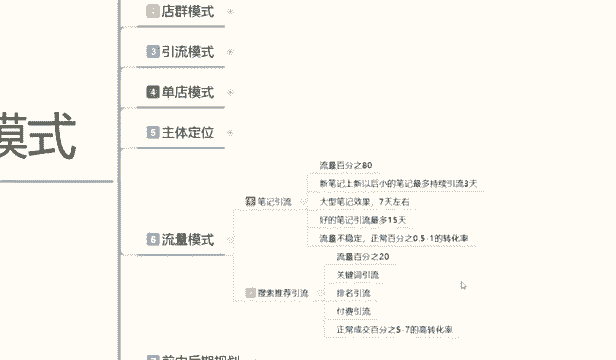 店群模式
3 引流模式
4 单店模式
5 主体定位
模式
6 流量模式
笔记引流
流量百分之80
新笔记上新以后小的笔记最多持续引流3天
大型笔记效果，7天左右
好的笔记引流最多15天
流量不稳定，正常百分之0.5-1的转化率
搜索推荐引流
流量百分之20
关键词引流
排名引流
付费引流
正常成交百分之5-7的高转化率
前中后期规划